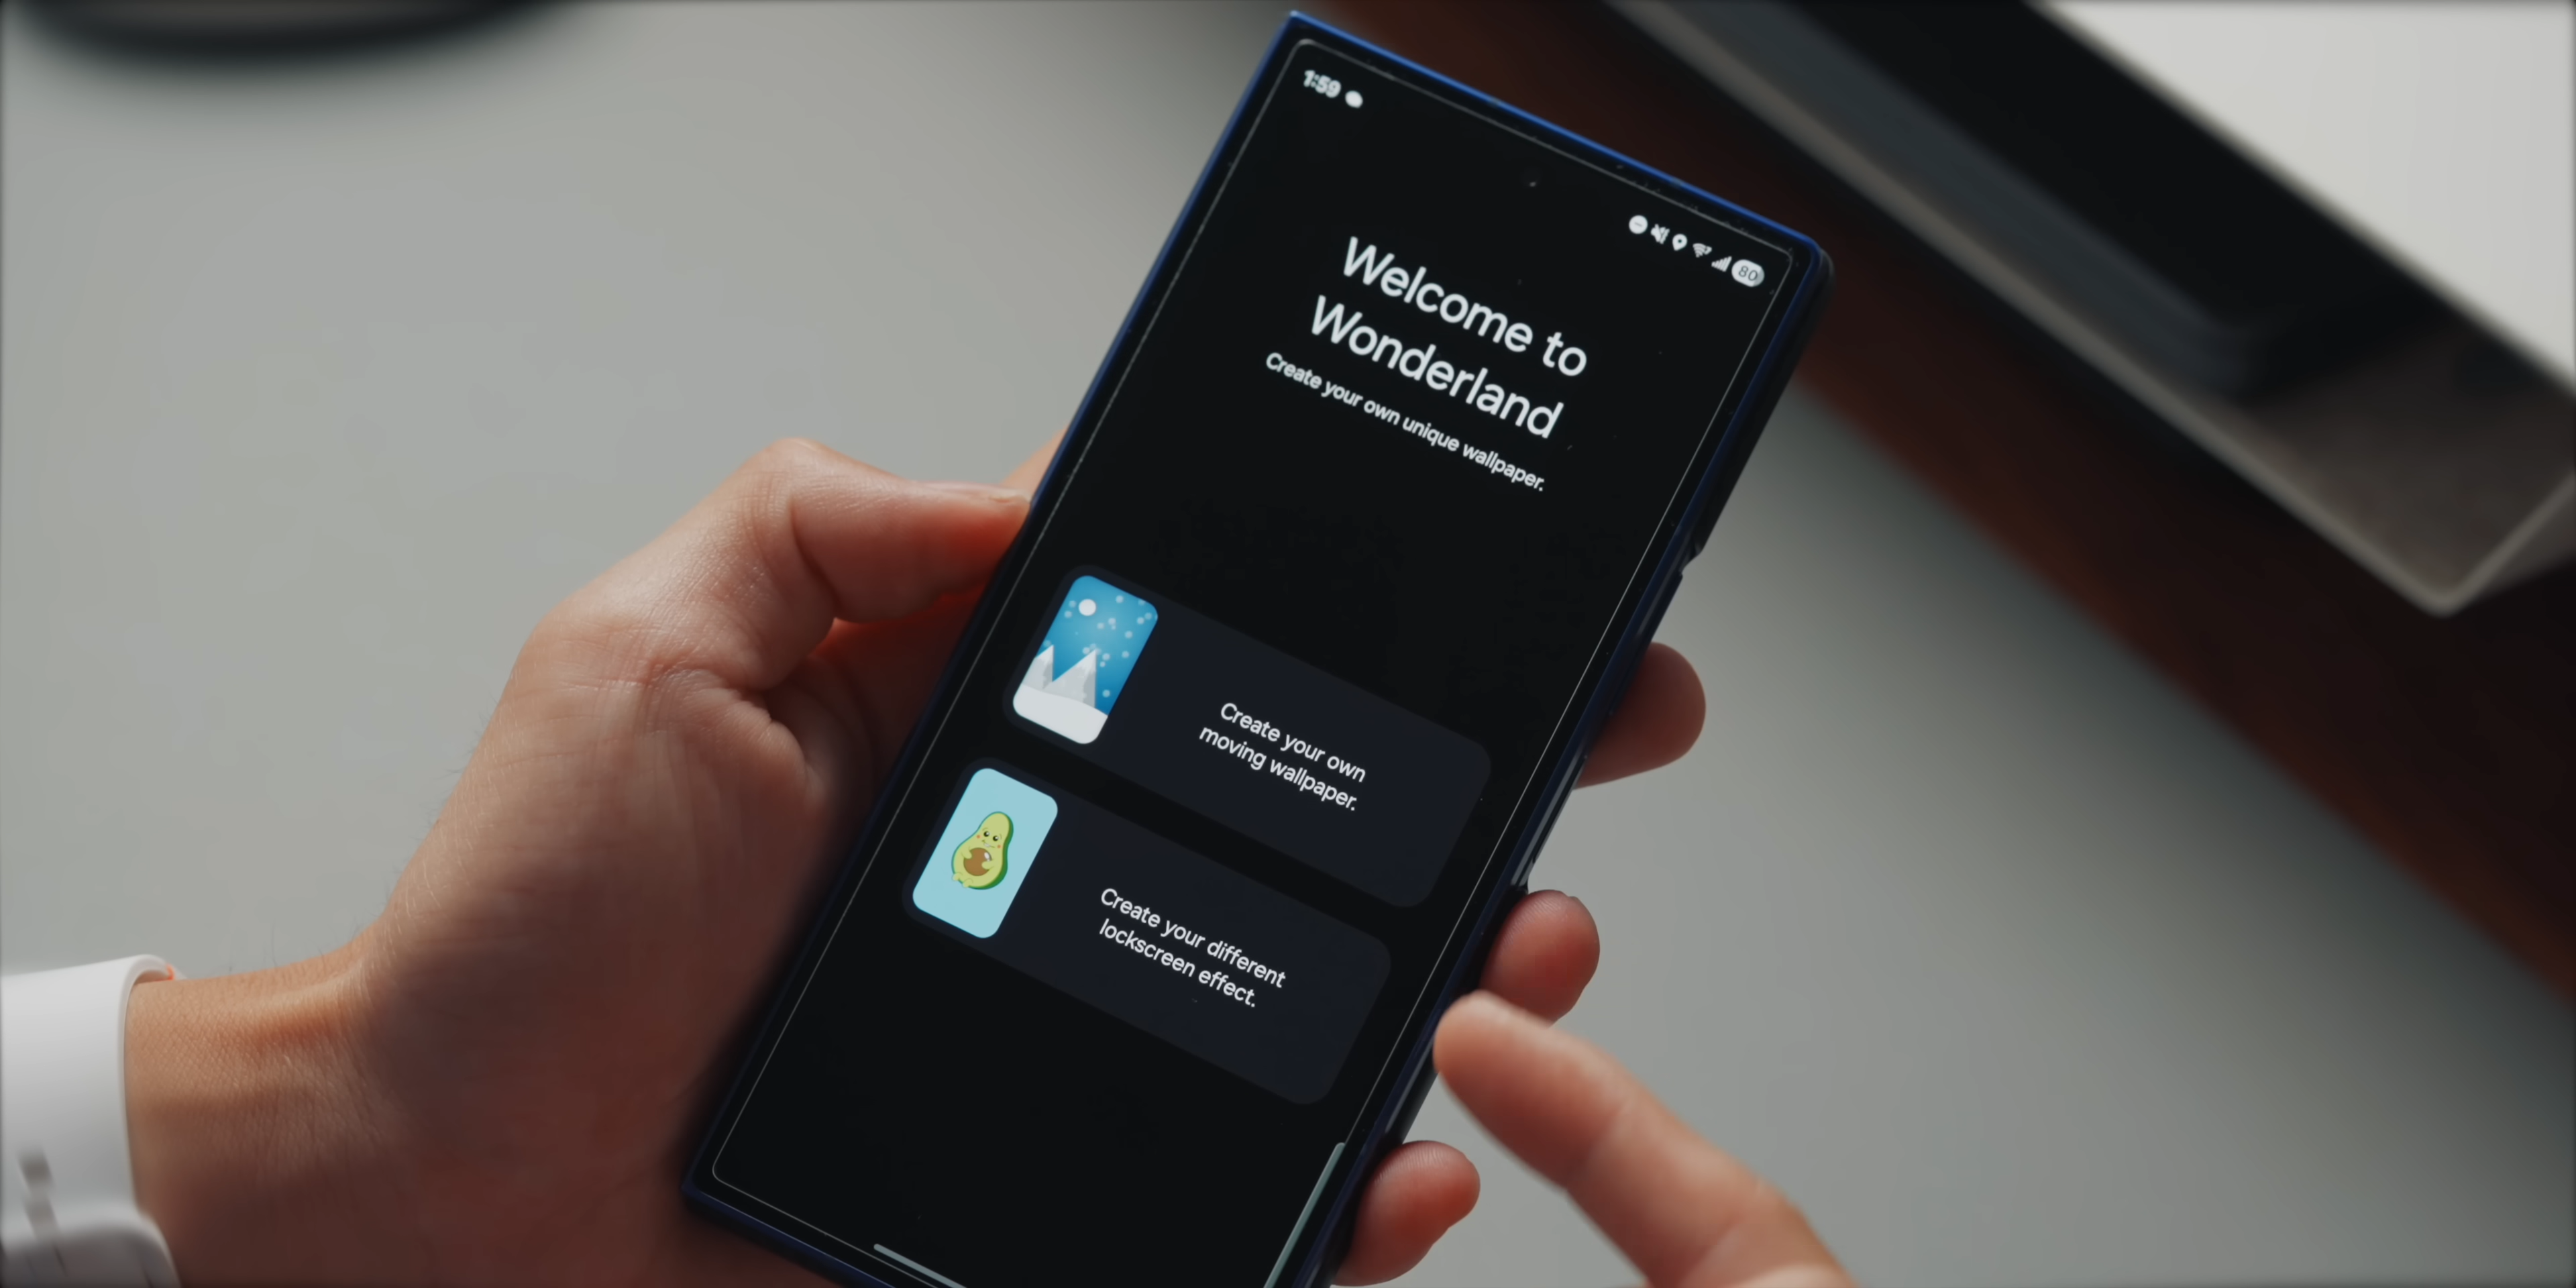 1:59
80
Welcome to
Wonderland
Create your own unique wallpaper.
Create your own
moving wallpaper.
Create your different
lockscreen effect.